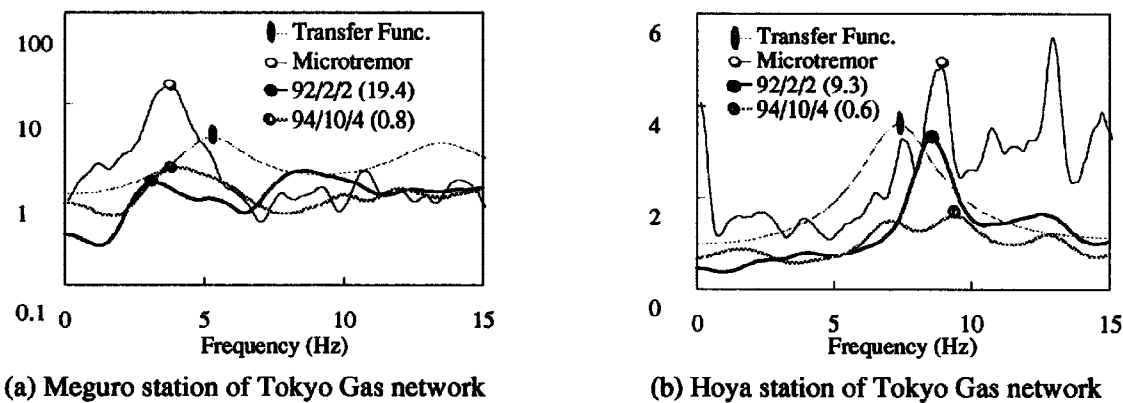 100
10
1
0.1
Transfer Func.
Microtremor
92/2/2 (19.4)
94/10/4 (0.8)
0 5 10 15
Frequency (Hz)
(a) Meguro station of Tokyo Gas network
6
4
2
0
Transfer Func.
Microtremor
92/2/2 (9.3)
94/10/4 (0.6)
0 5 10 15
Frequency (Hz)
(b) Hoya station of Tokyo Gas network